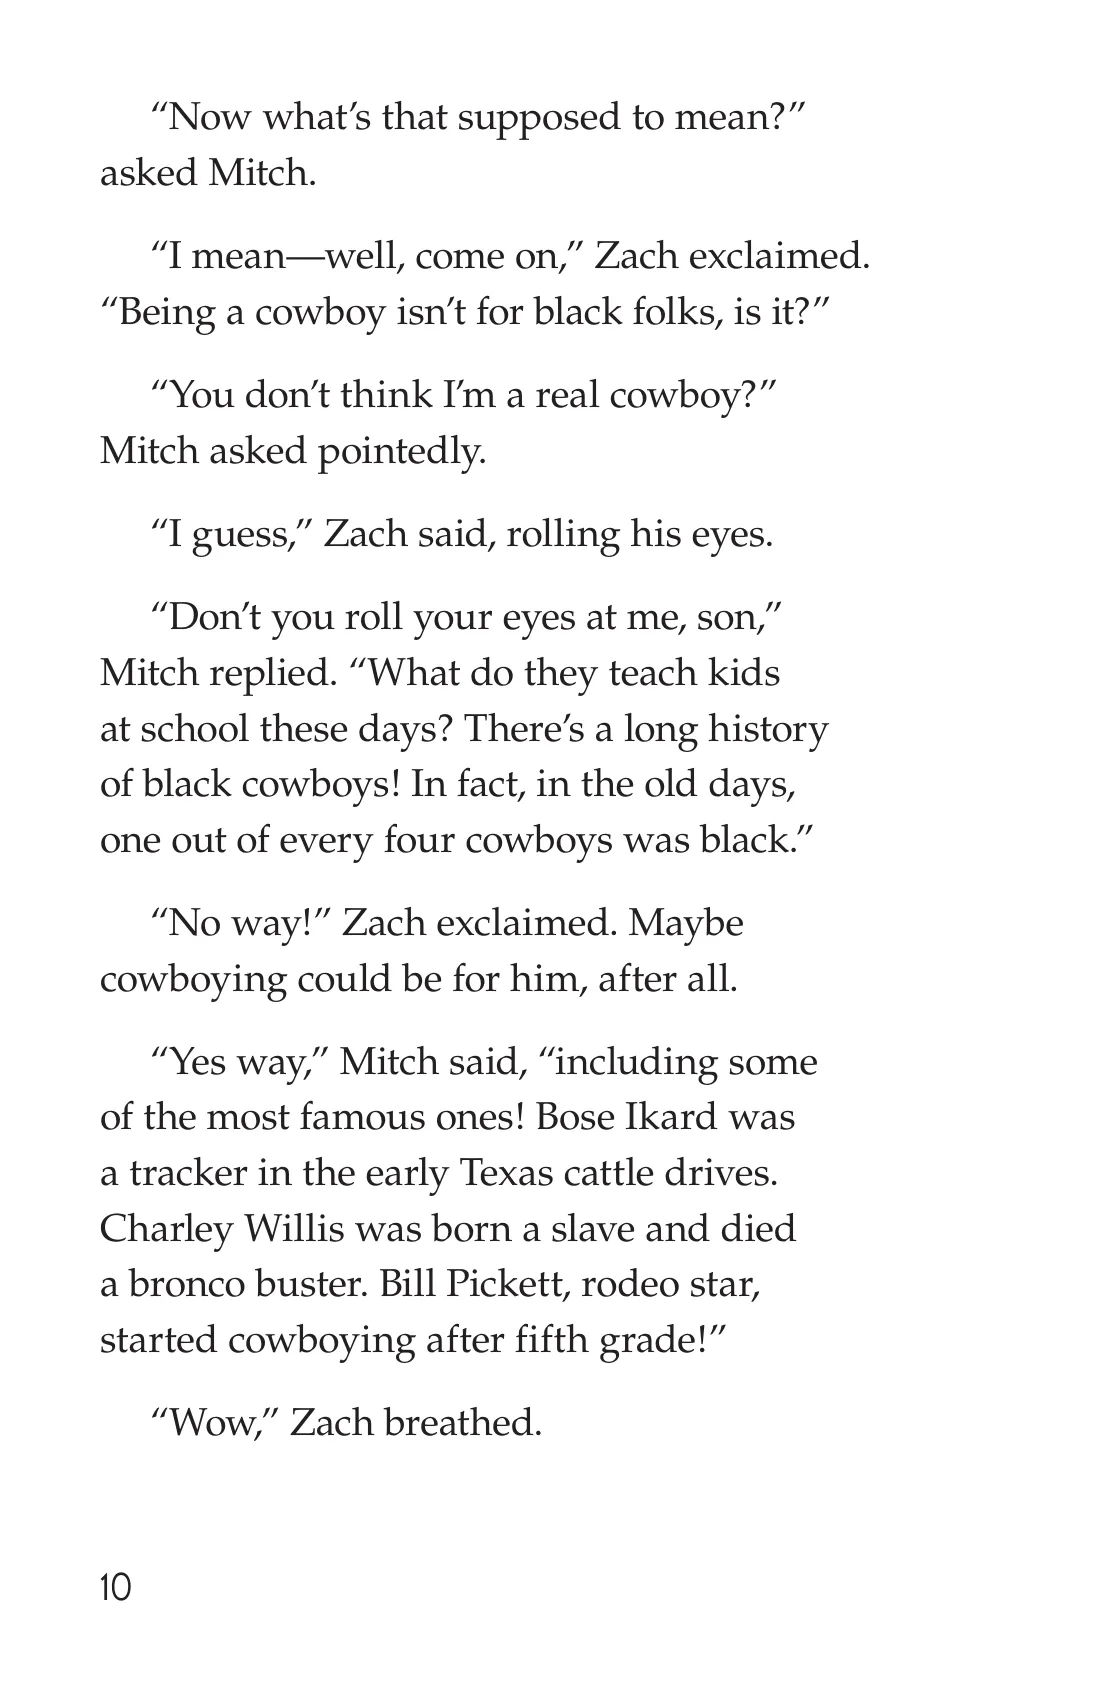 “Now what’s that supposed to mean?”
asked Mitch.
“I mean—well, come on,” Zach exclaimed.
“Being a cowboy isn’t for black folks, is it?”
“You don’t think I’m a real cowboy?”
Mitch asked pointedly.
“I guess,” Zach said, rolling his eyes.
“Don’t you roll your eyes at me, son,”
Mitch replied. “What do they teach kids
at school these days? There’s a long history
of black cowboys! In fact, in the old days,
one out of every four cowboys was black.”
“No way!” Zach exclaimed. Maybe
cowboying could be for him, after all.
“Yes way,” Mitch said, “including some
of the most famous ones! Bose Ikard was
a tracker in the early Texas cattle drives.
Charley Willis was born a slave and died
a bronco buster. Bill Pickett, rodeo star,
started cowboying after fifth grade!”
“Wow,” Zach breathed.
10